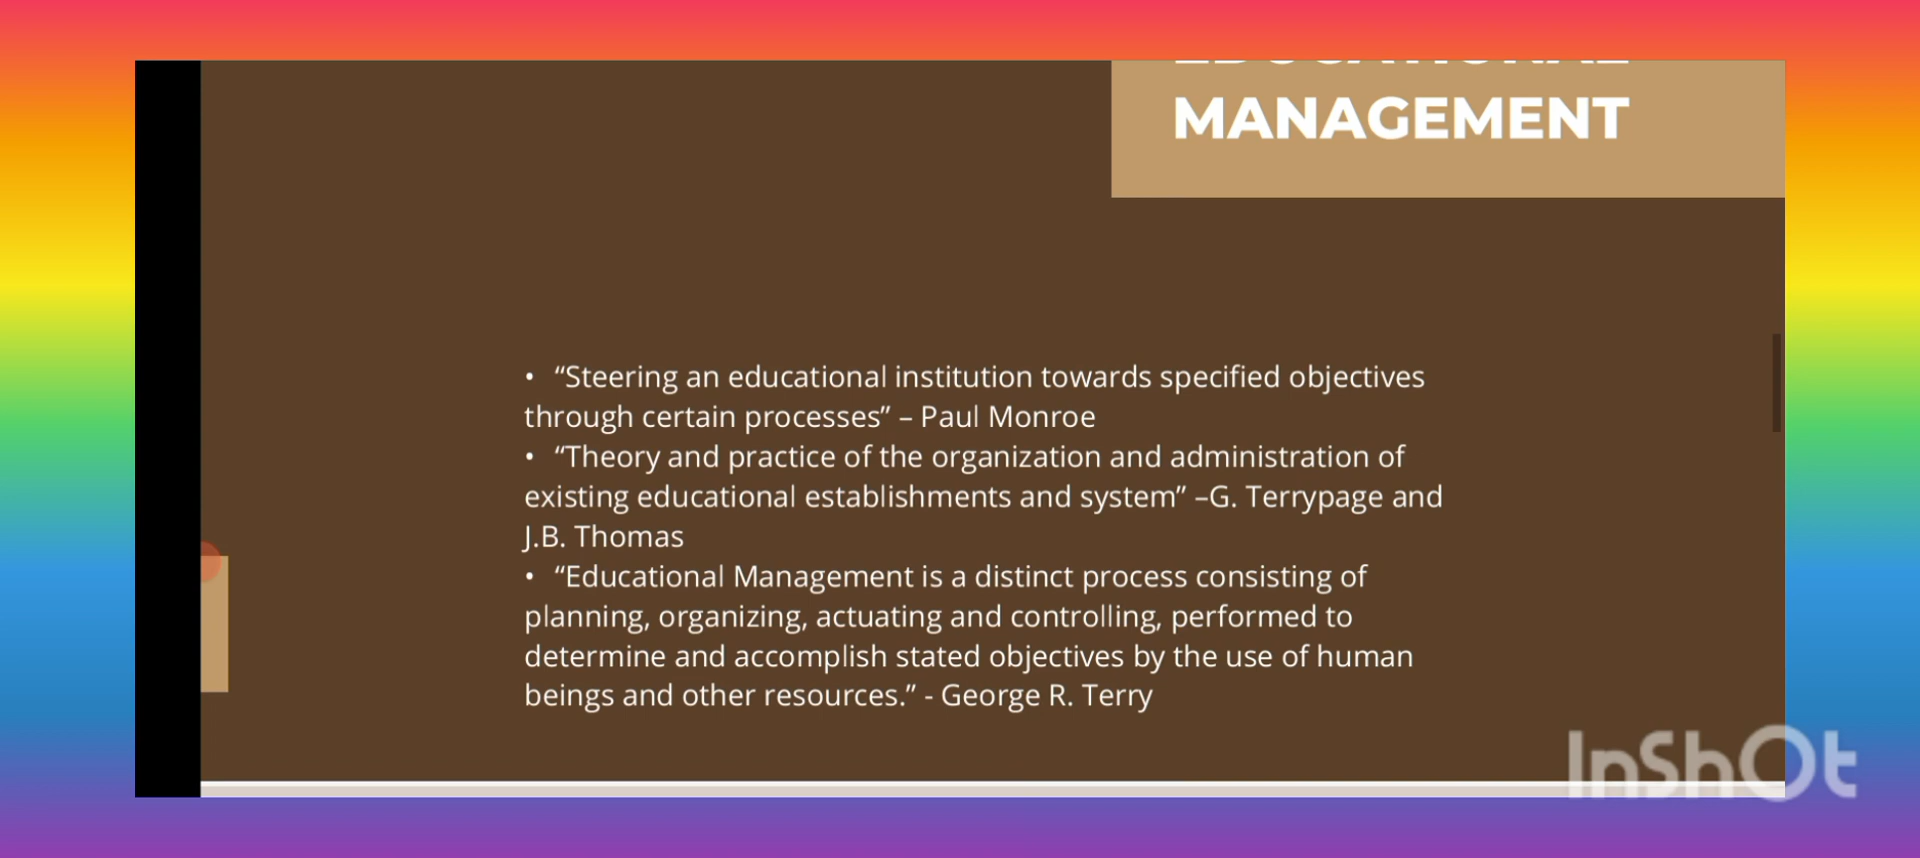 EDUCATIONAL
MANAGEMENT
• “Steering an educational institution towards specified objectives
through certain processes” – Paul Monroe
• “Theory and practice of the organization and administration of
existing educational establishments and system” –G. Terrypage and
J.B. Thomas
• “Educational Management is a distinct process consisting of
planning, organizing, actuating and controlling, performed to
determine and accomplish stated objectives by the use of human
beings and other resources.” - George R. Terry
InShOt